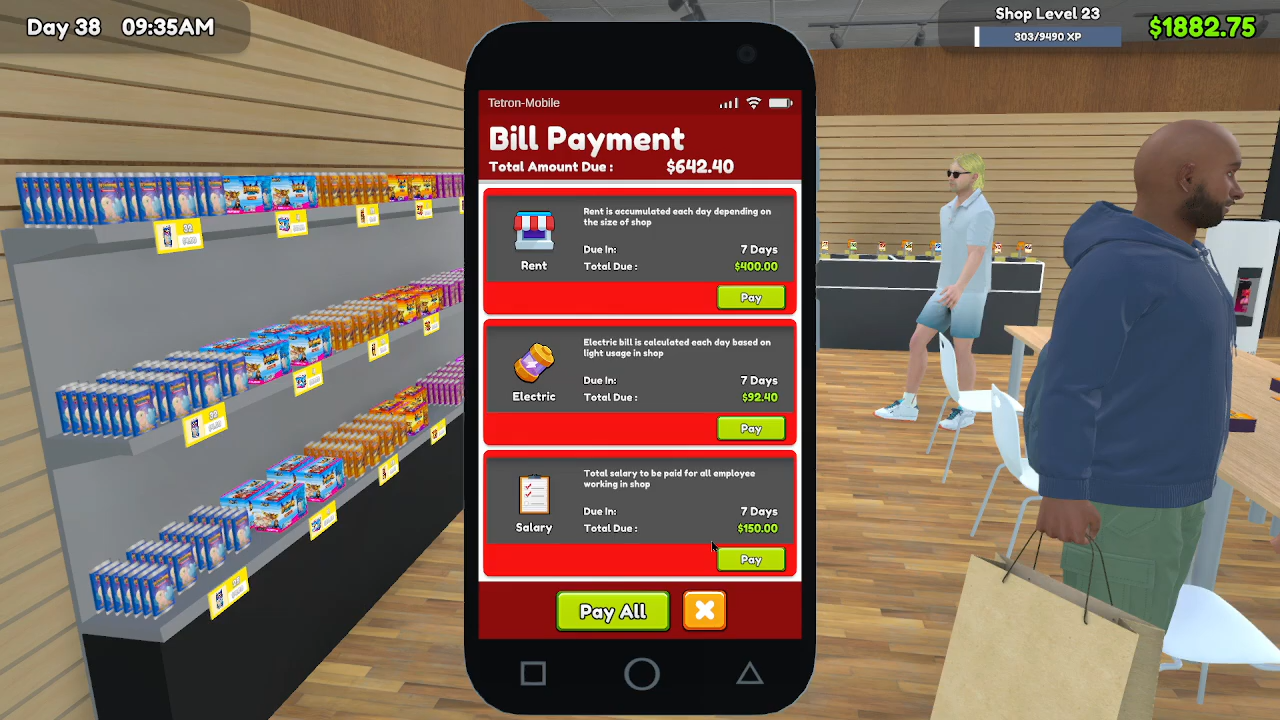 Day 38 09:35AM
Shop Level 23
303/9490 XP
$1882.75
Tetron-Mobile
Bill Payment
Total Amount Due : $642.40
Rent is accumulated each day depending on
the size of shop
Due In: 7 Days
Total Due : $400.00
Rent
Pay
Electric bill is calculated each day based on
light usage in shop
Due In: 7 Days
Total Due : $92.40
Electric
Pay
Total salary to be paid for all employee
working in shop
Due In: 7 Days
Total Due : $150.00
Salary
Pay
Pay All